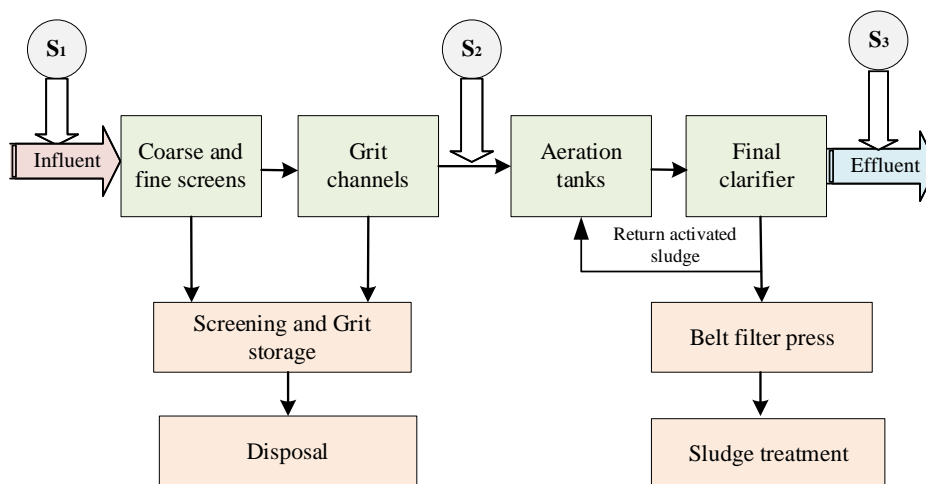 S1
S2
S3
Influent
Coarse and
fine screens
Grit
channels
Aeration
tanks
Final
clarifier
Effluent
Return activated
sludge
Screening and Grit
storage
Belt filter press
Disposal
Sludge treatment